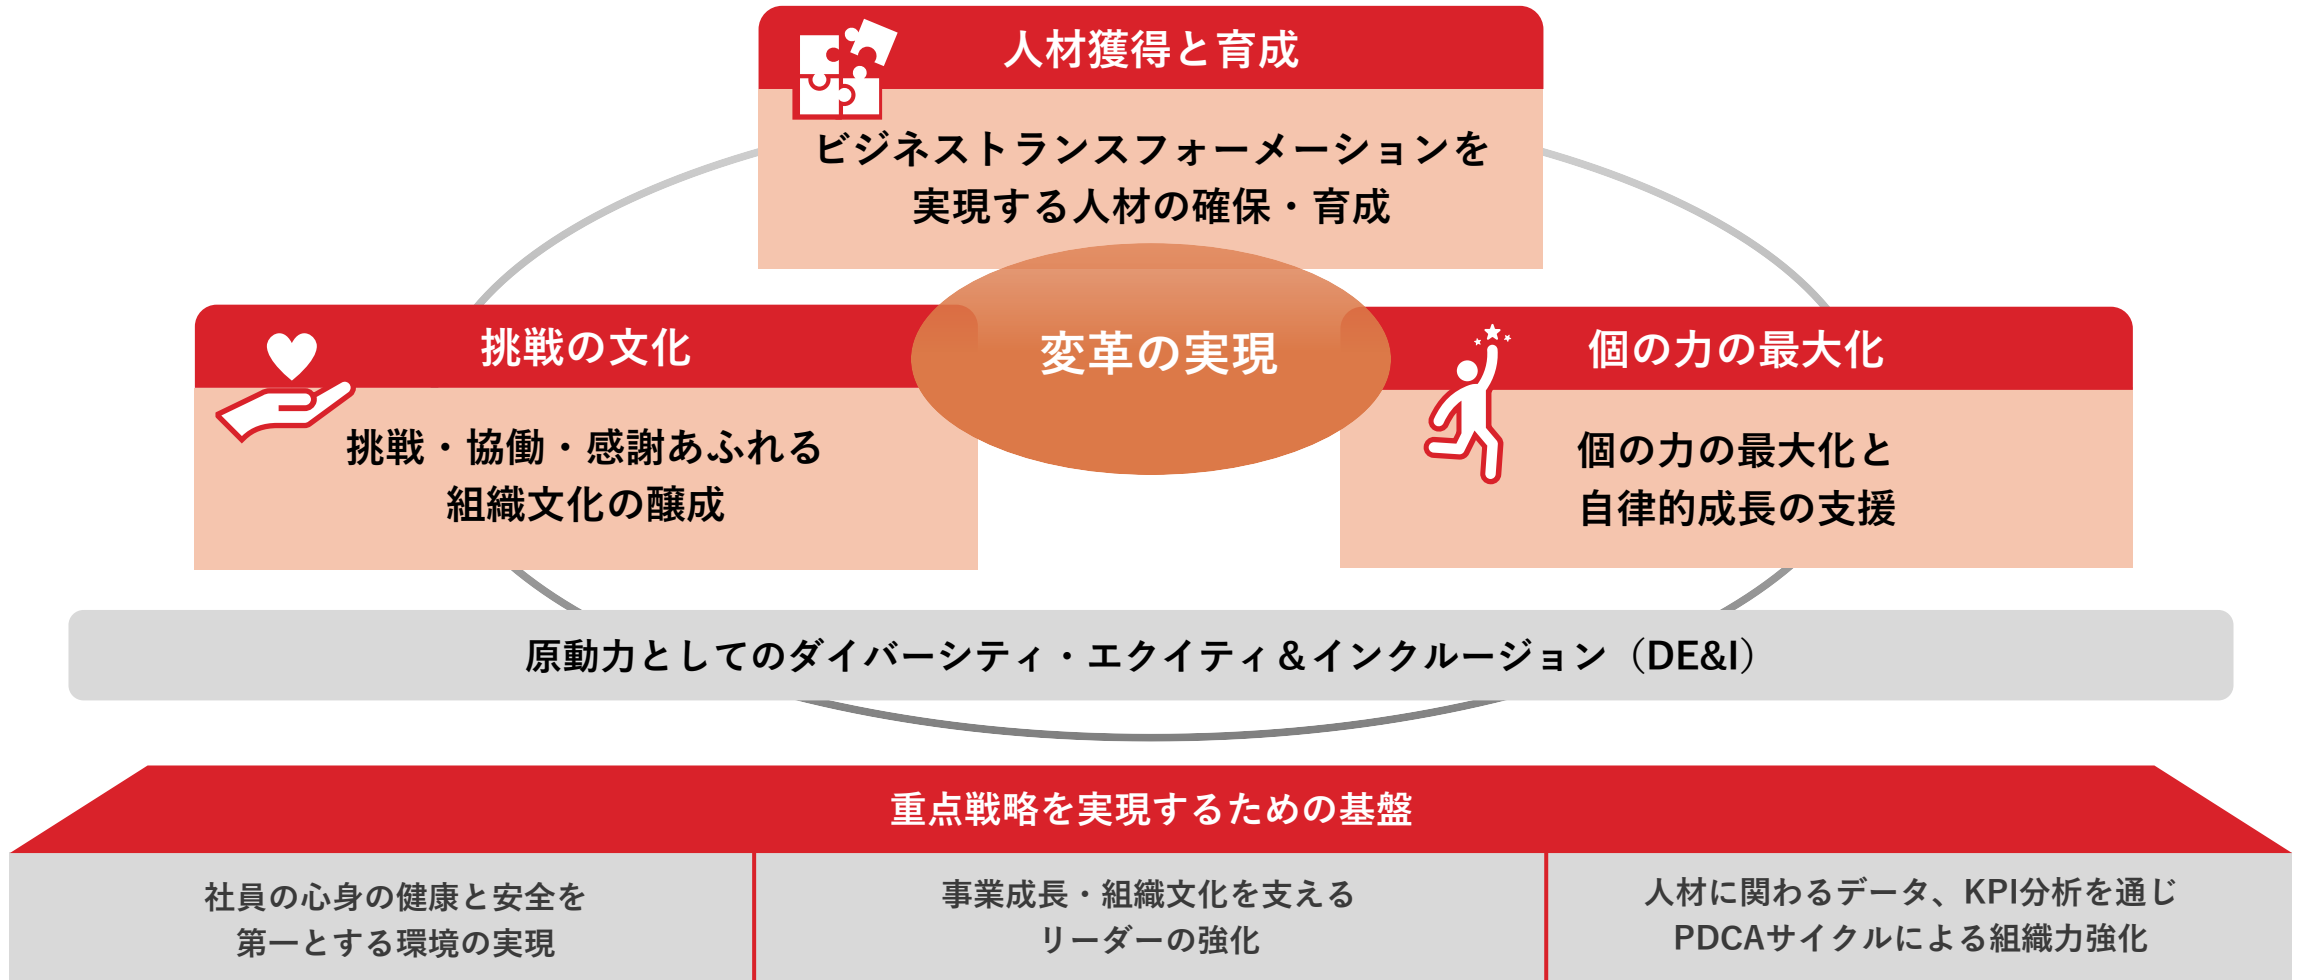 人材獲得と育成
ビジネストランスフォーメーションを
実現する人材の確保・育成
挑戦の文化
挑戦・協働・感謝あふれる
組織文化の醸成
変革の実現
個の力の最大化
個の力の最大化と
自律的成長の支援
原動力としてのダイバーシティ・エクイティ＆インクルージョン（DE&I）
重点戦略を実現するための基盤
社員の心身の健康と安全を
第一とする環境の実現
事業成長・組織文化を支える
リーダーの強化
人材に関わるデータ、KPI分析を通じ
PDCAサイクルによる組織力強化